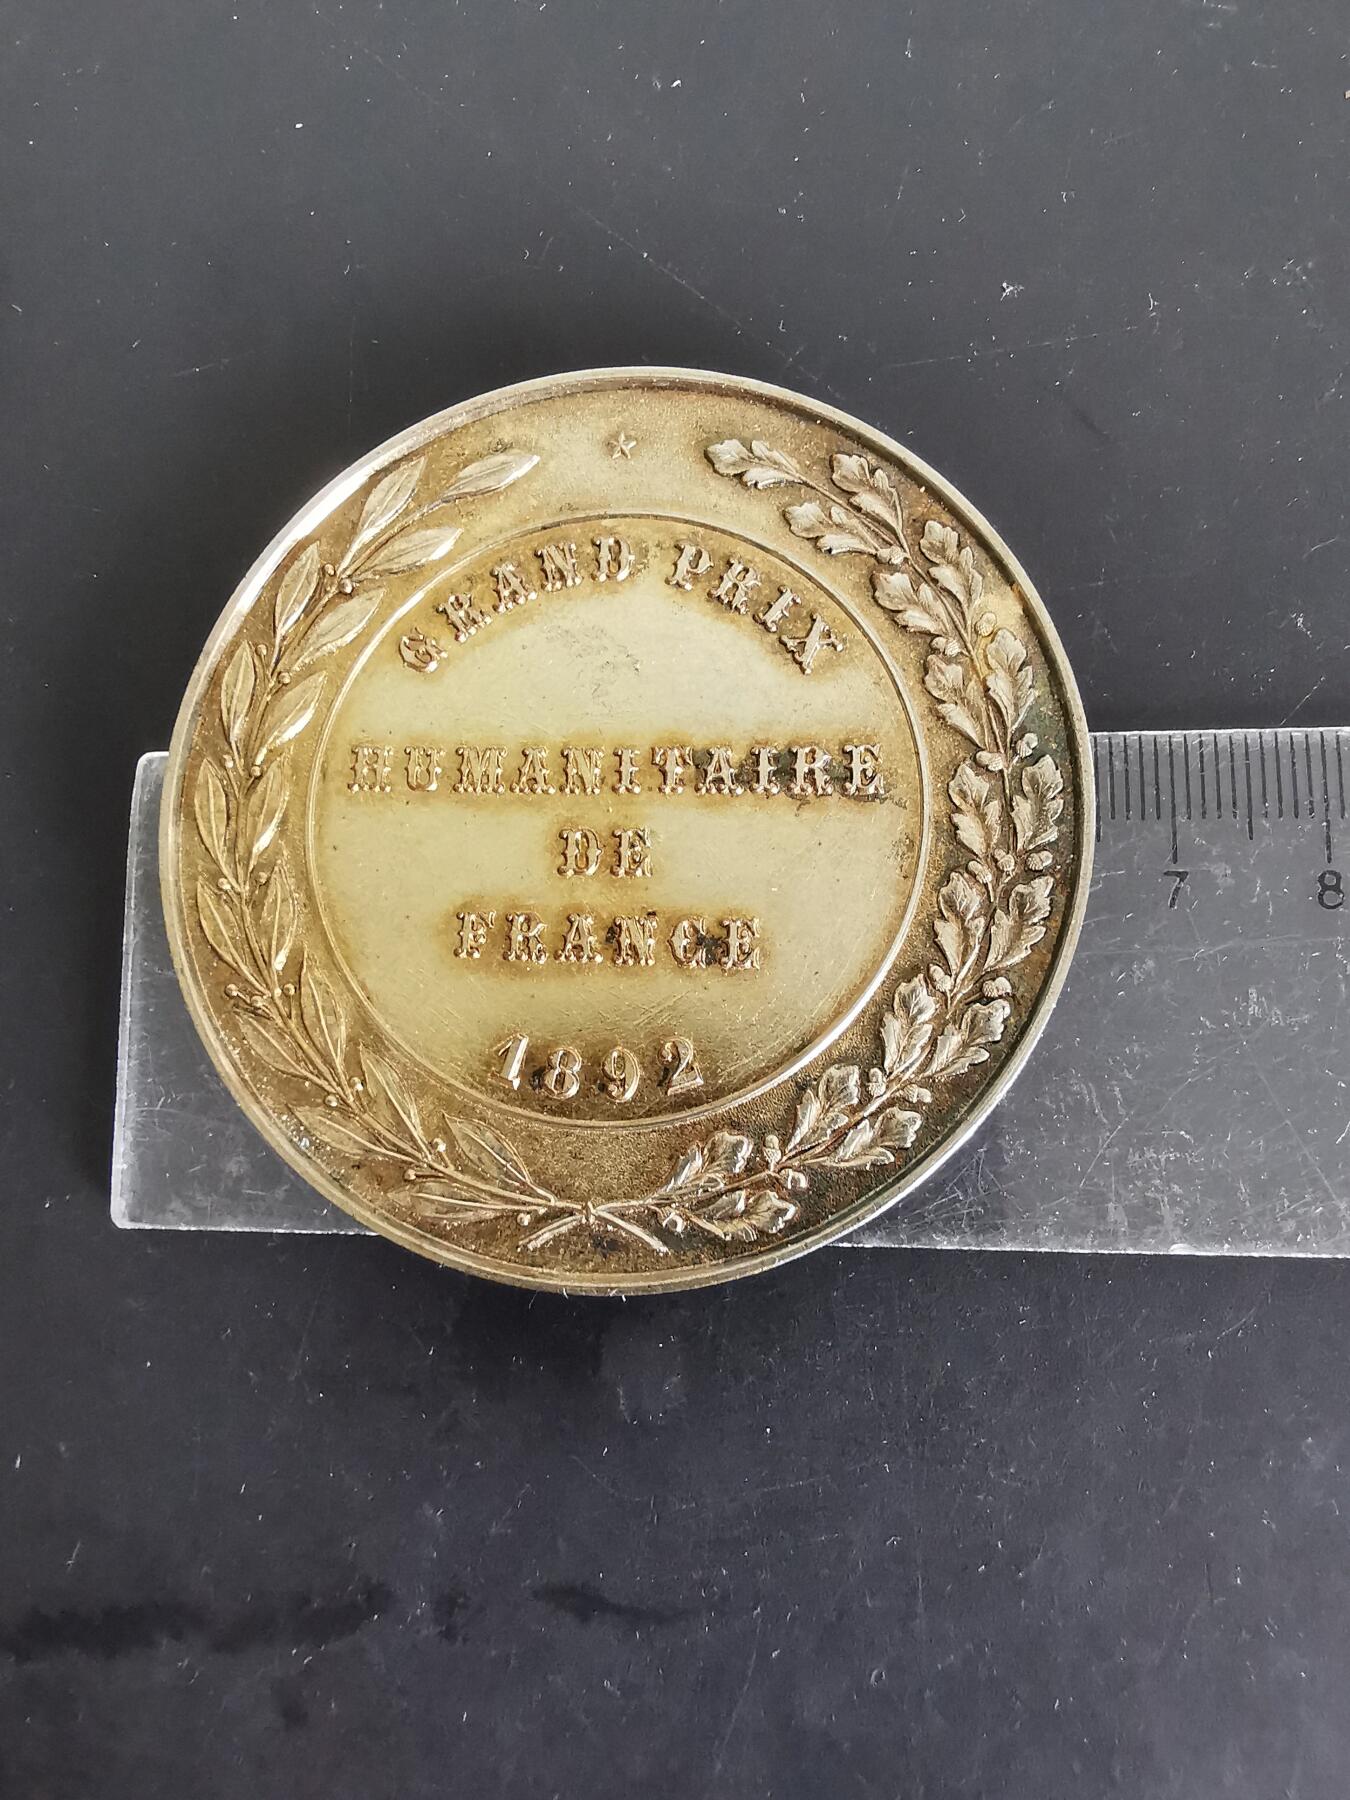 GRAND PRIX
HUMANITAIRE
DE
FRANCE
1892
7 8